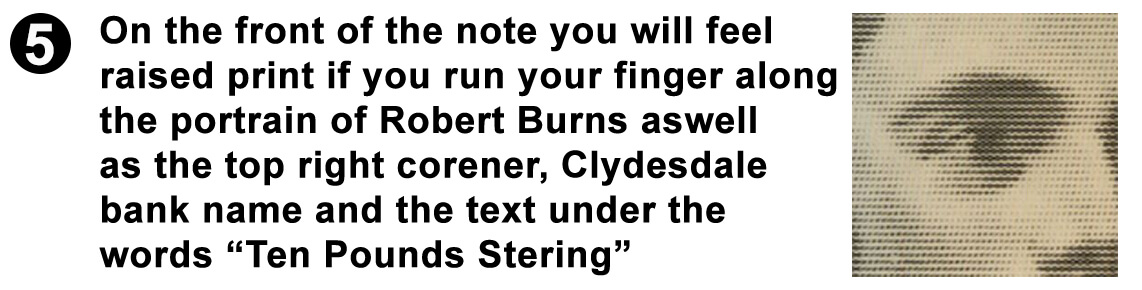 5 On the front of the note you will feel
raised print if you run your finger along
the portrain of Robert Burns aswell
as the top right corener, Clydesdale
bank name and the text under the
words “Ten Pounds Stering”